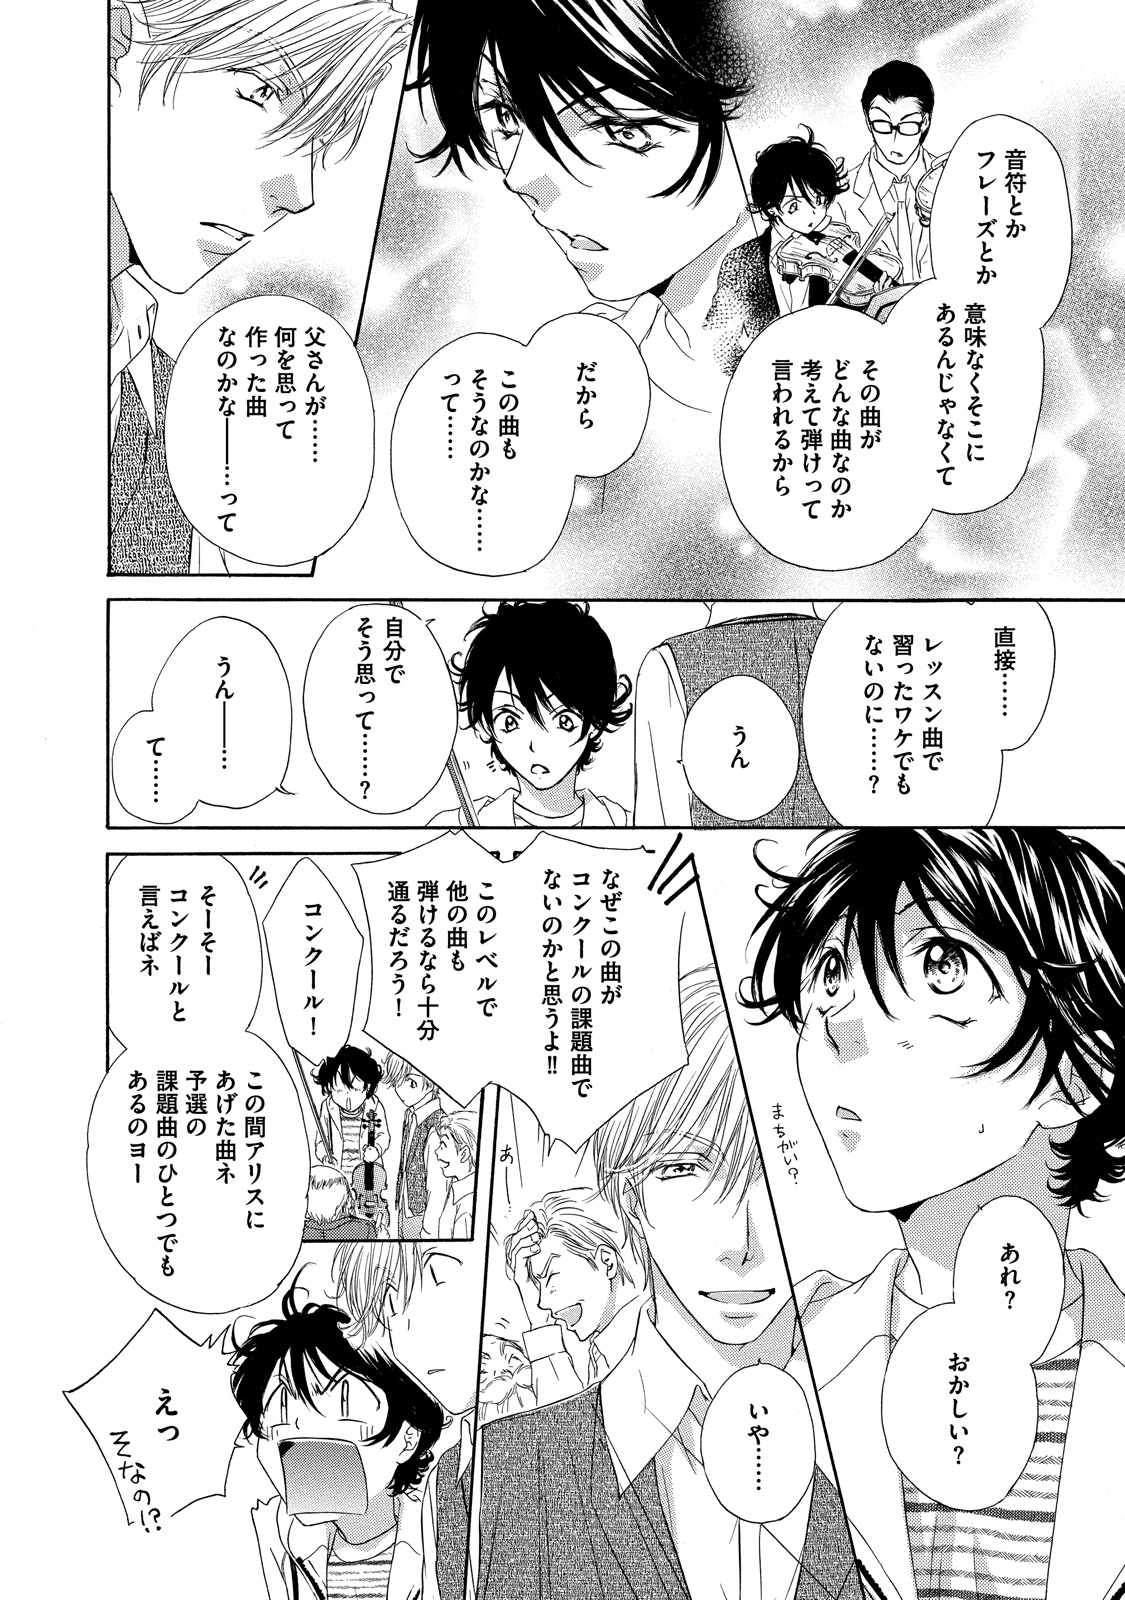 音符とか
フレーズとか
意味なくそこに
あるんじゃなくて
その曲が
どんな曲なのか
考えて弾けって
言われるから
だから
この曲も
そうなのかな……
って……
父さんが……
何を思って
作った曲
なのかな――…って
直接……
レッスン曲で
習ったワケでも
ないのに……？
うん
自分で
そう思って……？
うん――…
て……
あれ？
おかしい？
まちがい？
いや……
なぜこの曲が
コンクールの課題曲で
ないのかと思うよ!!
このレベルで
他の曲も
弾けるなら十分
通るだろう！
あ
コンクール！
そーそー
コンクールと
言えばネ
この間アリスに
あげた曲ネ
予選の
課題曲のひとつでも
あるのヨー
えっ
そなの!?